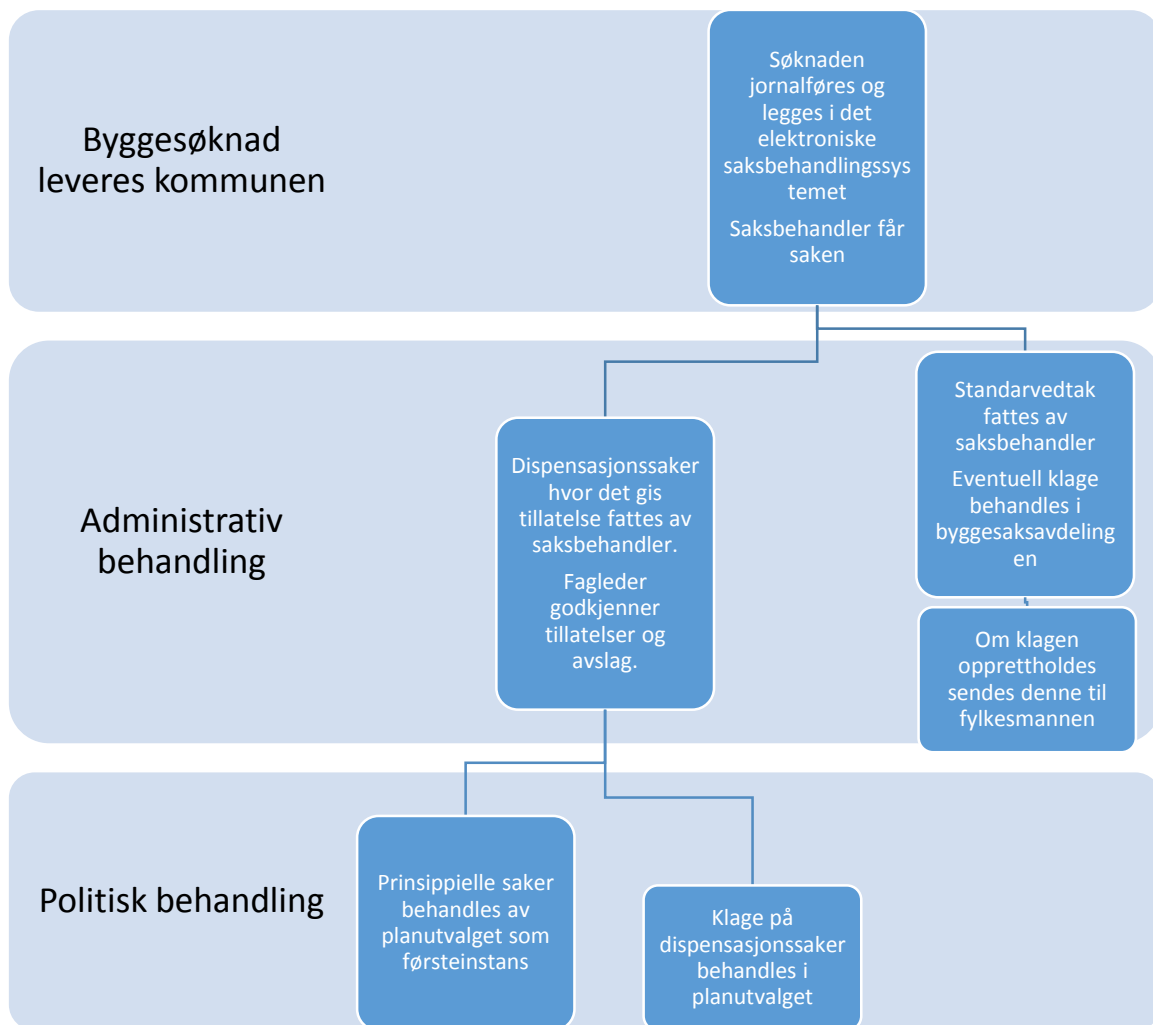 Byggesøknad
leveres kommunen
Søknaden
jornalføres og
legges i det
elektroniske
saksbehandlingssys
temet
Saksbehandler får
saken
Administrativ
behandling
Dispensasjonssaker
hvor det gis
tillatelse fattes av
saksbehandler.
Fagleder
godkjenner
tillatelser og
avslag.
Standarvedtak
fattes av
saksbehandler
Eventuell klage
behandles i
byggesaksavdeling
en
Om klagen
opprettholdes
sendes denne til
fylkesmannen
Politisk behandling
Prinsippielle saker
behandles av
planutvalget som
førsteinstans
Klage på
dispensasjonssaker
behandles i
planutvalget